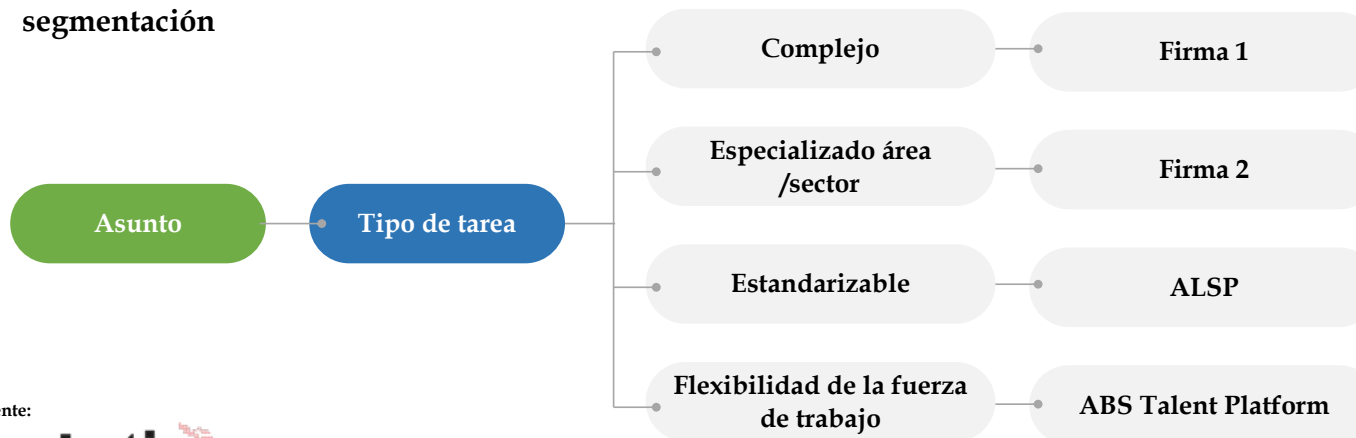 segmentación
Complejo
Firma 1
Especializado área
/sector
Firma 2
Asunto
Tipo de tarea
Estandarizable
ALSP
Flexibilidad de la fuerza
de trabajo
ABS Talent Platform
ente: